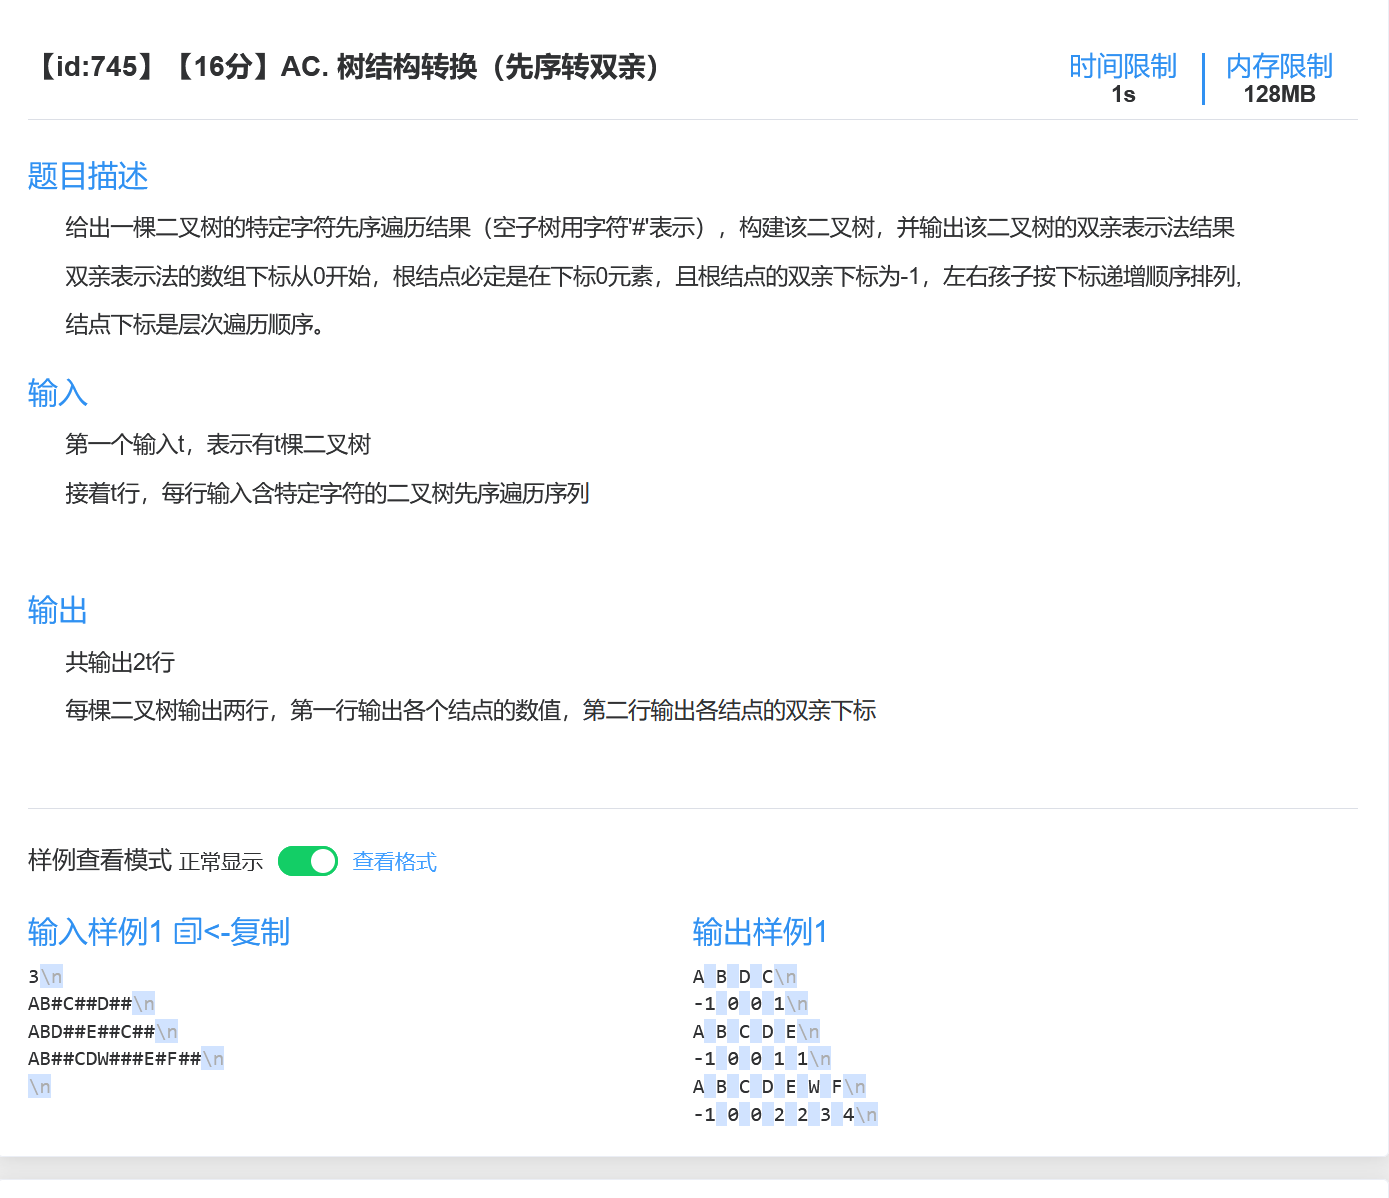 【id:745】【16分】AC. 树结构转换（先序转双亲）
时间限制
1s
内存限制
128MB
题目描述
给出一棵二叉树的特定字符先序遍历结果（空子树用字符'#'表示），构建该二叉树，并输出该二叉树的双亲表示法结果
双亲表示法的数组下标从0开始，根结点必定是在下标0元素，且根结点的双亲下标为-1，左右孩子按下标递增顺序排列,
结点下标是层次遍历顺序。
输入
第一个输入t，表示有t棵二叉树
接着t行，每行输入含特定字符的二叉树先序遍历序列
输出
共输出2t行
每棵二叉树输出两行，第一行输出各个结点的数值，第二行输出各结点的双亲下标
样例查看模式 正常显示 查看格式
输入样例1 <-复制
3\n
AB#C##D##\n
ABD##E##C##\n
AB##CDW###E#F##\n
\n
输出样例1
A B D C\n
-1 0 0 1\n
A B C D E\n
-1 0 0 1 1\n
A B C D E W F\n
-1 0 0 2 2 3 4\n